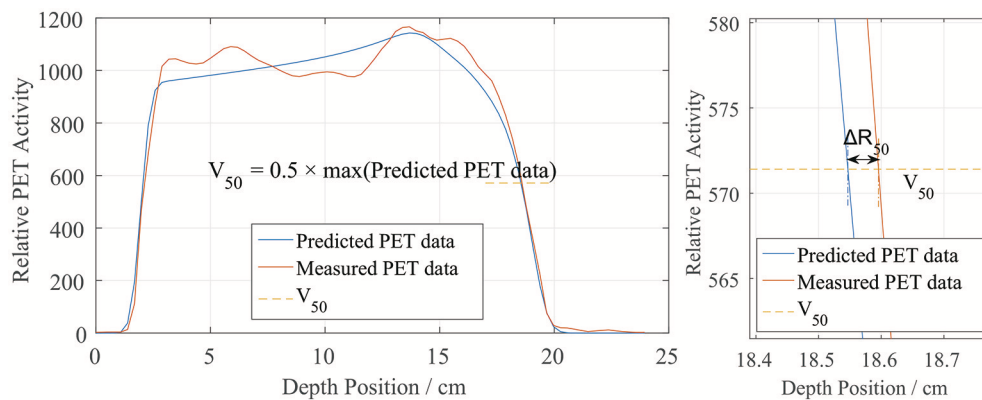 1200
1000
800
600
400
200
0
Relative PET Activity
V50 = 0.5 × max(Predicted PET data)
Predicted PET data
Measured PET data
V50
0 5 10 15 20 25
Depth Position / cm
580
575
570
565
Relative PET Activity
ΔR50
V50
Predicted PET data
Measured PET data
V50
18.4 18.5 18.6 18.7
Depth Position / cm